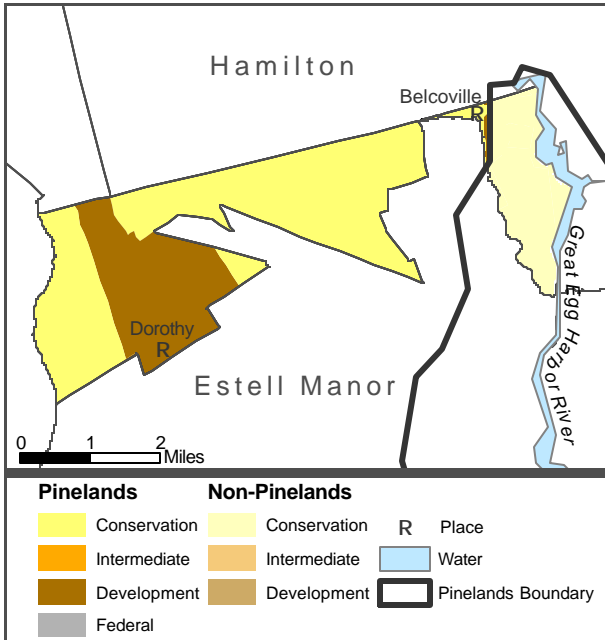 Hamilton
Belcoville
R
Great Egg Harbor River
Dorothy
R
Estell Manor
0 1 2
Miles
Pinelands Non-Pinelands
Conservation Conservation R Place
Intermediate Intermediate Water
Development Development Pinelands Boundary
Federal